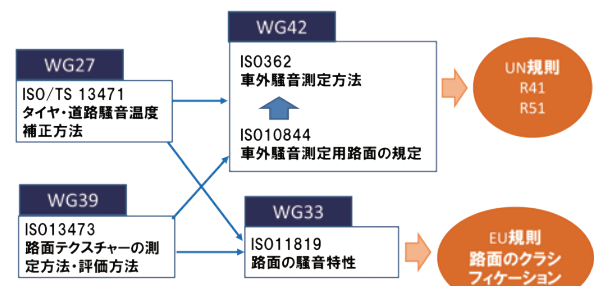 WG27
ISO/TS 13471
タイヤ・道路騒音温度
補正方法
WG39
ISO13473
路面テクスチャーの測
定方法・評価方法
WG42
ISO362
車外騒音測定方法
ISO10844
車外騒音測定用路面の規定
WG33
ISO11819
路面の騒音特性
UN規則
R41
R51
EU規則
路面のクラシ
フィケーション